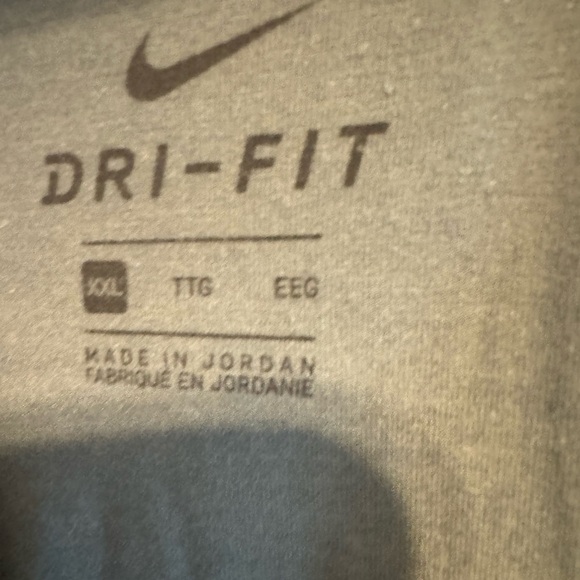 DRI-FIT
XXL TTG EEG
MADE IN JORDAN
FABRIQUÉ EN JORDANIE